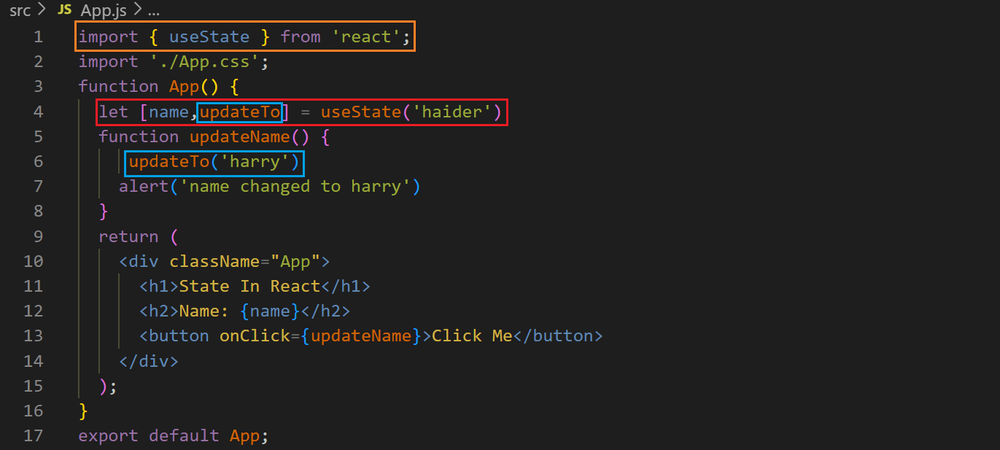 src > JS App.js > ...
1 import { useState } from 'react';
2 import './App.css';
3 function App() {
4   let [name,updateTo] = useState('haider')
5   function updateName() {
6     updateTo('harry')
7     alert('name changed to harry')
8   }
9   return (
10     <div className="App">
11       <h1>State In React</h1>
12       <h2>Name: {name}</h2>
13       <button onClick={updateName}>Click Me</button>
14     </div>
15   );
16 }
17 export default App;